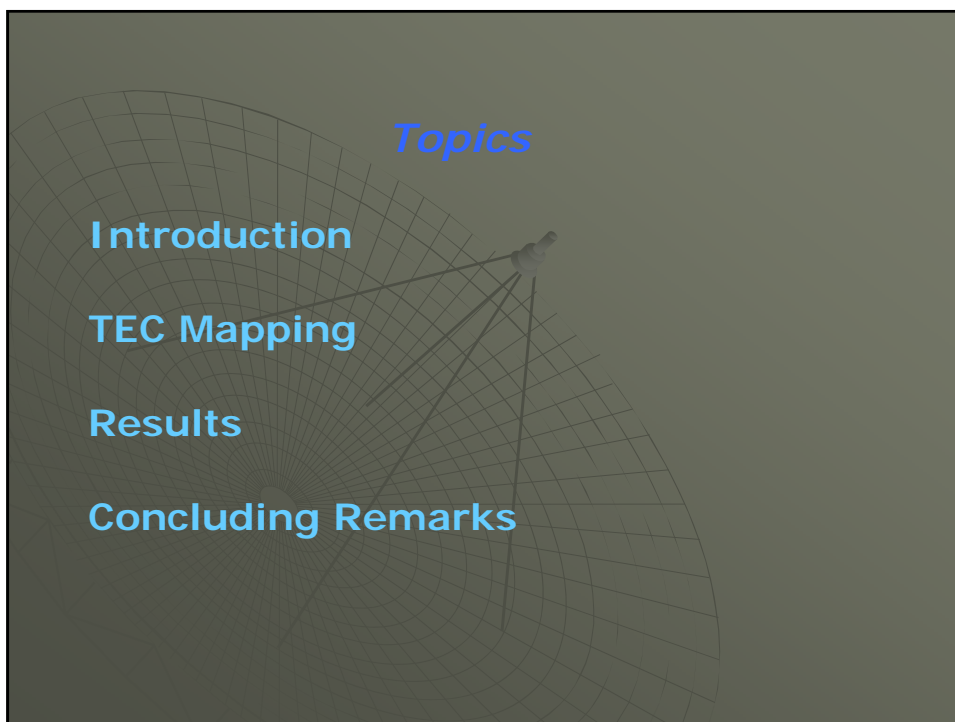 Topics
Introduction
TEC Mapping
Results
Concluding Remarks